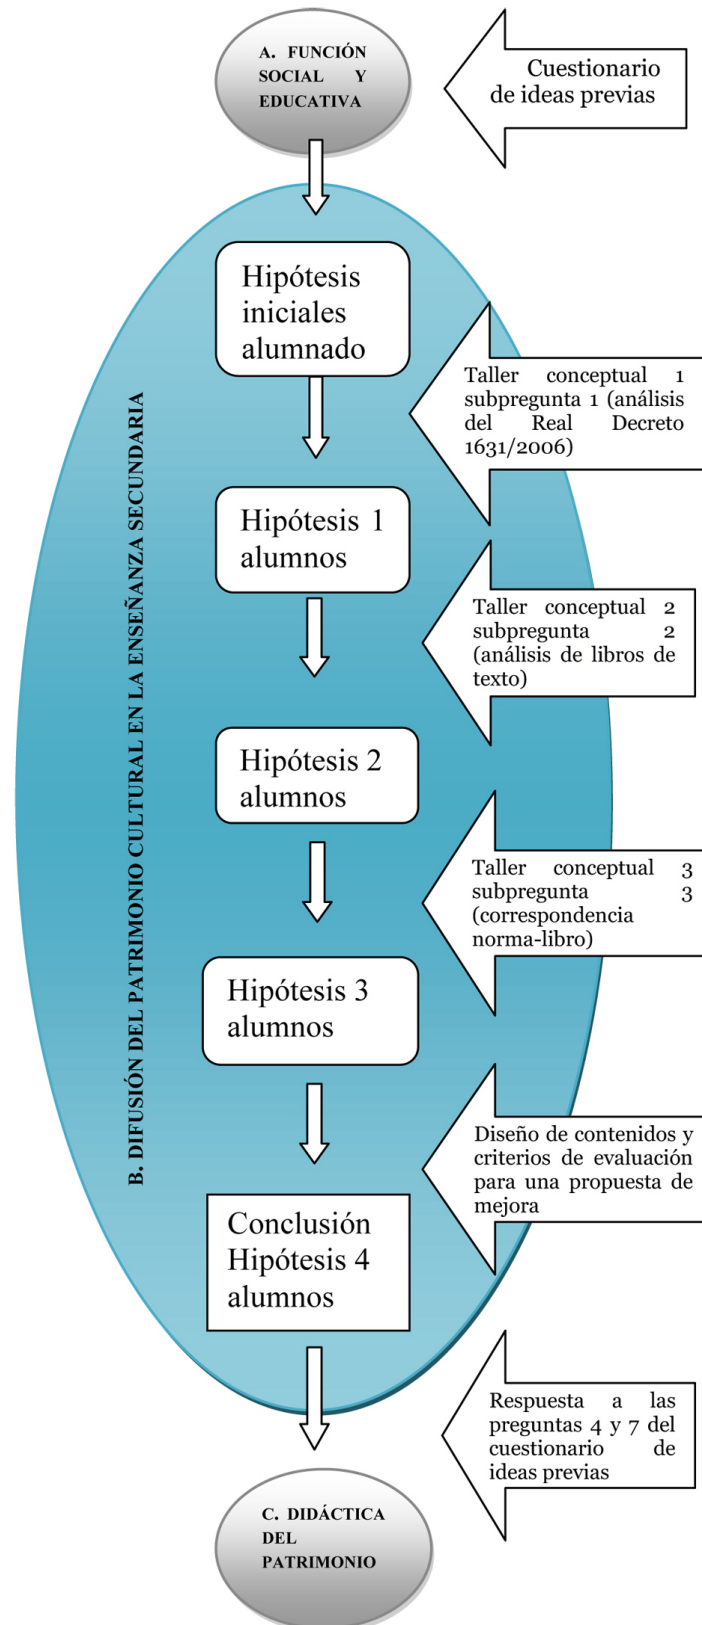 A. FUNCIÓN
SOCIAL Y
EDUCATIVA
Cuestionario
de ideas previas
Hipótesis
iniciales
alumnado
Taller conceptual 1
subpregunta 1 (análisis
del Real Decreto
1631/2006)
B. DIFUSIÓN DEL PATRIMONIO CULTURAL EN LA ENSEÑANZA SECUNDARIA
Hipótesis 1
alumnos
Taller conceptual 2
subpregunta 2
(análisis de libros de
texto)
Hipótesis 2
alumnos
Taller conceptual 3
subpregunta 3
(correspondencia
norma-libro)
Hipótesis 3
alumnos
Diseño de contenidos y
criterios de evaluación
para una propuesta de
mejora
Conclusión
Hipótesis 4
alumnos
Respuesta a las
preguntas 4 y 7 del
cuestionario de
ideas previas
C. DIDÁCTICA
DEL
PATRIMONIO